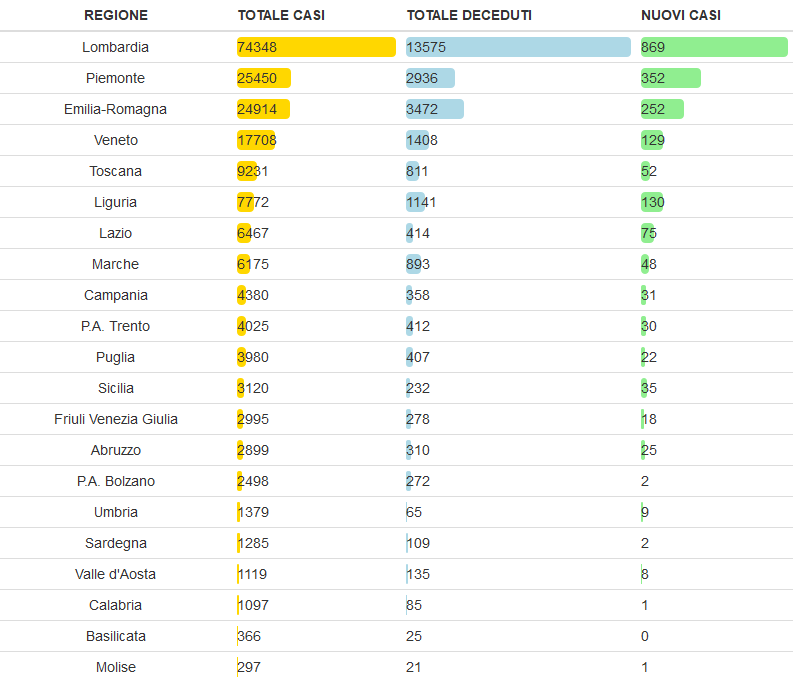 REGIONE TOTALE CASI TOTALE DECEDUTI NUOVI CASI
Lombardia 74348 13575 869
Piemonte 25450 2936 352
Emilia-Romagna 24914 3472 252
Veneto 17708 1408 129
Toscana 9231 811 52
Liguria 7772 1141 130
Lazio 6467 414 75
Marche 6175 893 48
Campania 4380 358 31
P.A. Trento 4025 412 30
Puglia 3980 407 22
Sicilia 3120 232 35
Friuli Venezia Giulia 2995 278 18
Abruzzo 2899 310 25
P.A. Bolzano 2498 272 2
Umbria 1379 65 9
Sardegna 1285 109 2
Valle d'Aosta 1119 135 8
Calabria 1097 85 1
Basilicata 366 25 0
Molise 297 21 1